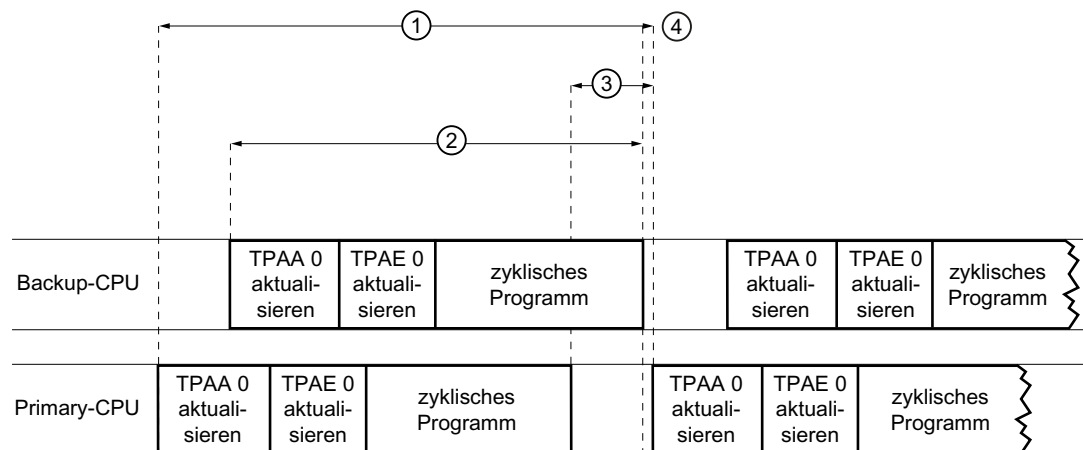 1
4
3
2
Backup-CPU
TPAA 0
aktuali-
sieren
TPAE 0
aktuali-
sieren
zyklisches
Programm
TPAA 0
aktuali-
sieren
TPAE 0
aktuali-
sieren
zyklisches
Programm
Primary-CPU
TPAA 0
aktuali-
sieren
TPAE 0
aktuali-
sieren
zyklisches
Programm
TPAA 0
aktuali-
sieren
TPAE 0
aktuali-
sieren
zyklisches
Programm